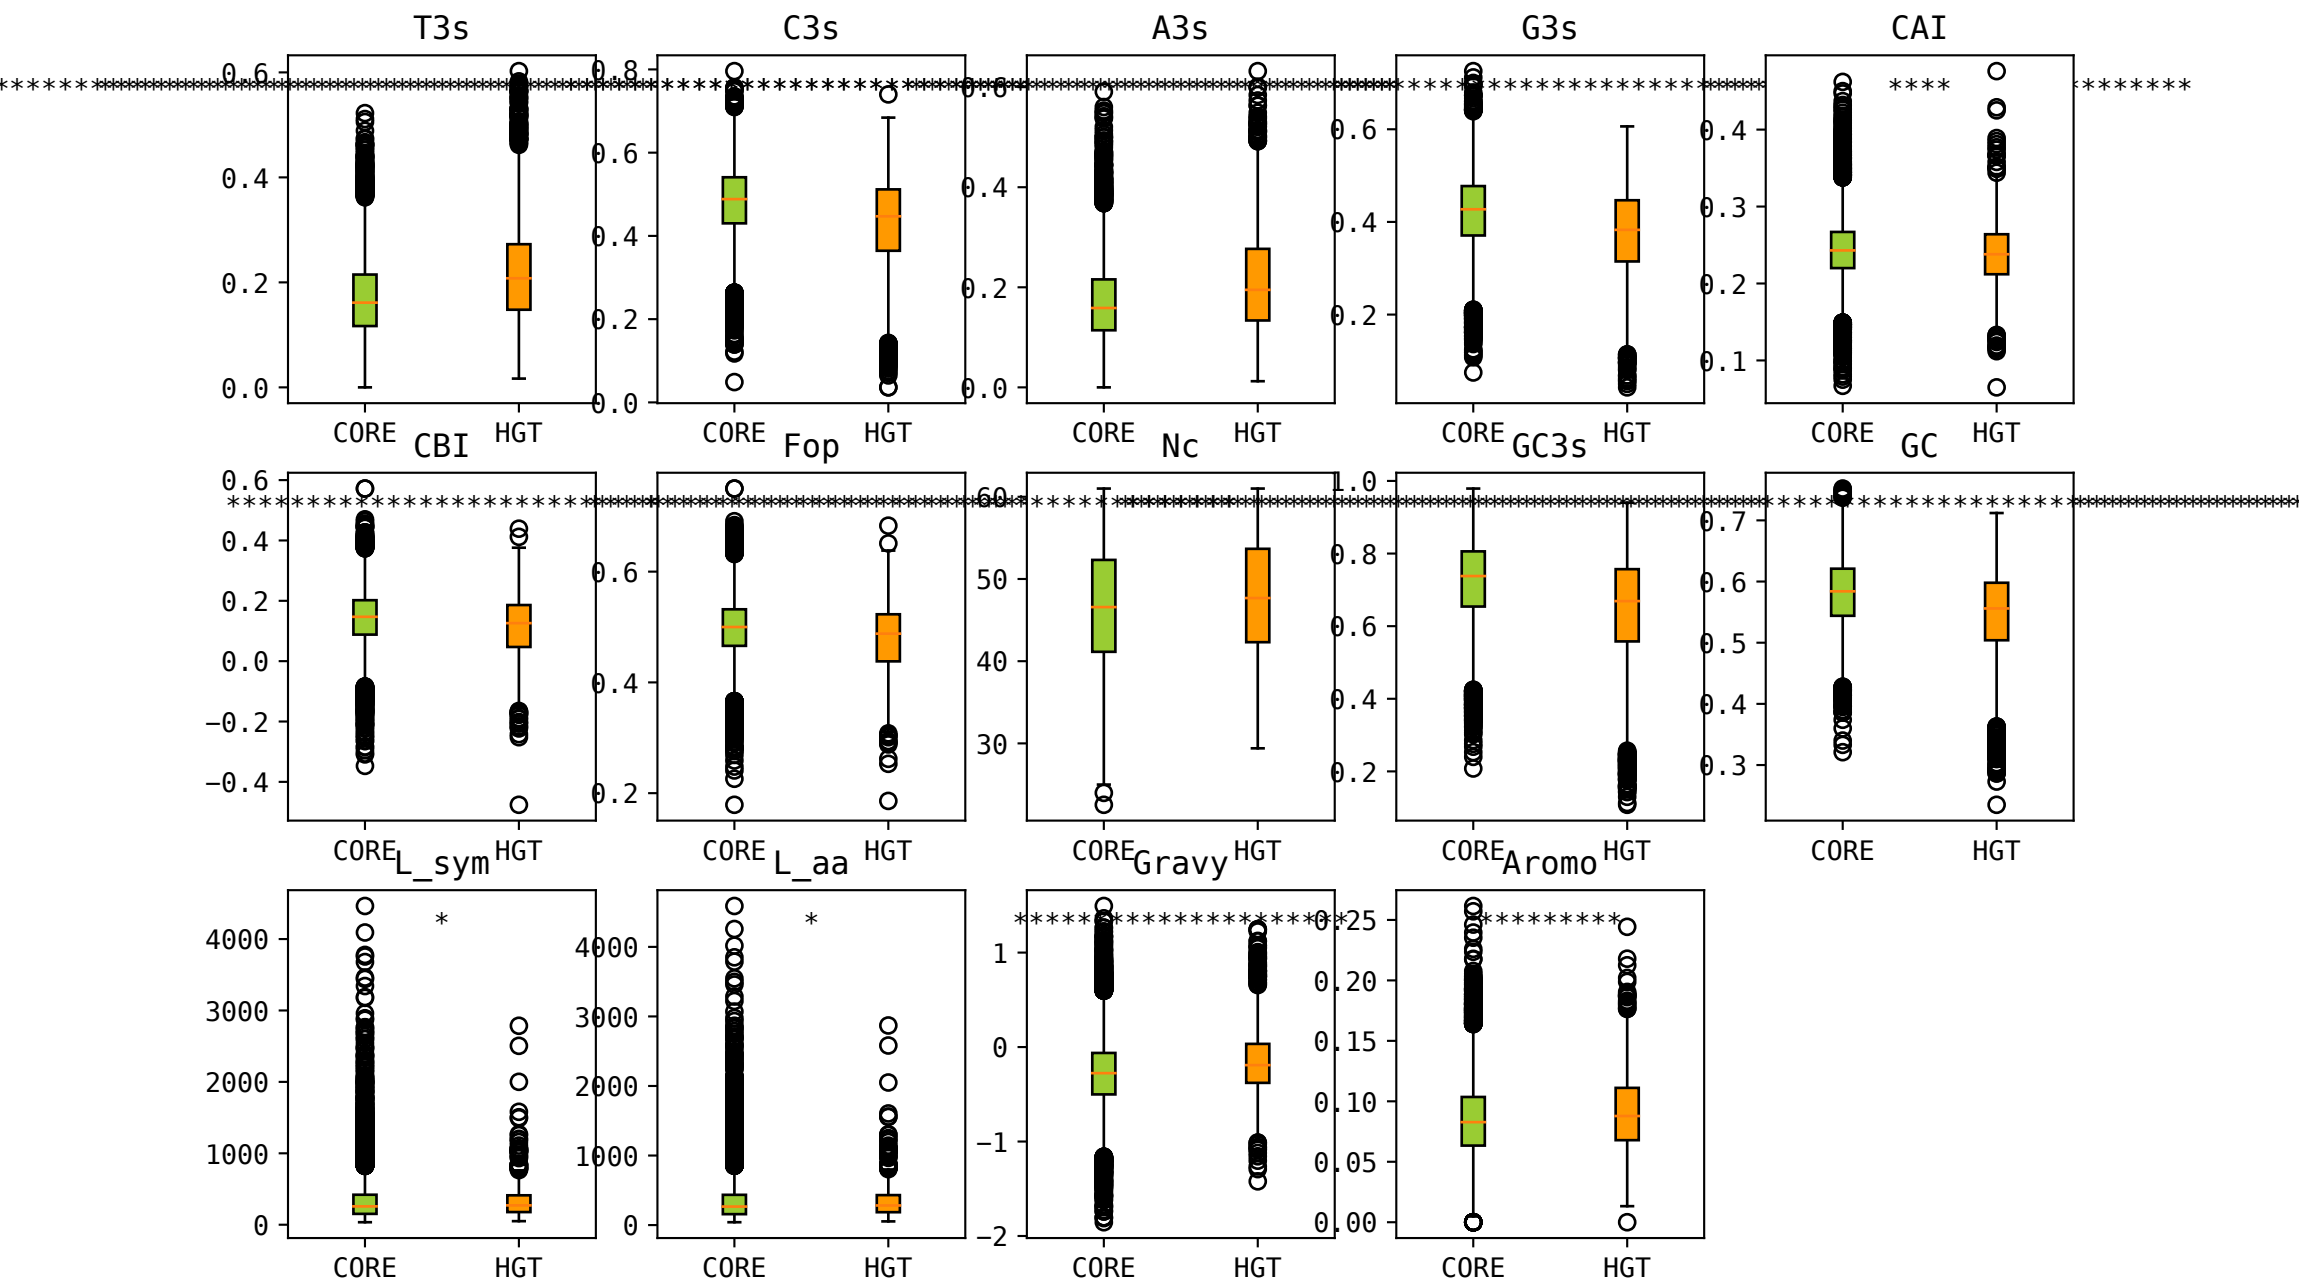 T3s C3s A3s G3s CAI
0.6 0.8 0.6
0.4 0.6 0.6 0.4
0.2 0.4 0.4 0.4 0.3
0.0 0.2 0.2 0.2 0.2
0.0 0.0 0.1
CORE HGT CORE HGT CORE HGT CORE HGT CORE HGT
CBI Fop Nc GC3s GC
0.6 60 1.0
0.4 0.6 50 0.8 0.7
0.2 0.4 40 0.6 0.6
0.0 0.2 30 0.4 0.5
−0.2 0.2 0.4
−0.4 0.3
CORE HGT CORE HGT CORE HGT CORE HGT CORE HGT
L_sym L_aa Gravy Aromo
* * *********
4000 4000 1 0.25
3000 3000 0 0.20
2000 2000 −1 0.15
1000 1000 −2 0.10
0 0 0.05
0.00
CORE HGT CORE HGT CORE HGT CORE HGT